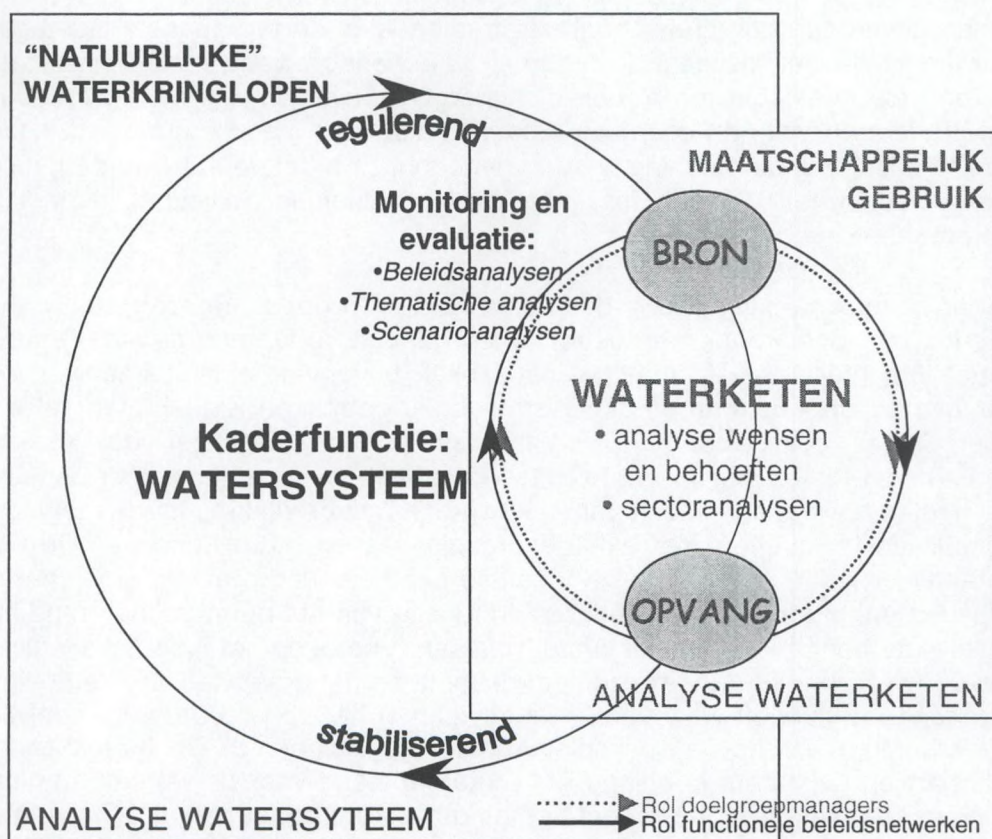 “NATUURLIJKE”
WATERKRINGLOPEN
regulerend
MAATSCHAPPELIJK
GEBRUIK
Monitoring en
evaluatie:
•Beleidsanalysen
•Thematische analysen
•Scenario-analysen
BRON
WATERKETEN
• analyse wensen
en behoeften
• sectoranalysen
Kaderfunctie:
WATERSYSTEEM
OPVANG
ANALYSE WATERKETEN
stabiliserend
ANALYSE WATERSYTEEM
Rol doelgroepmanagers
Rol functionele beleidsnetwerken